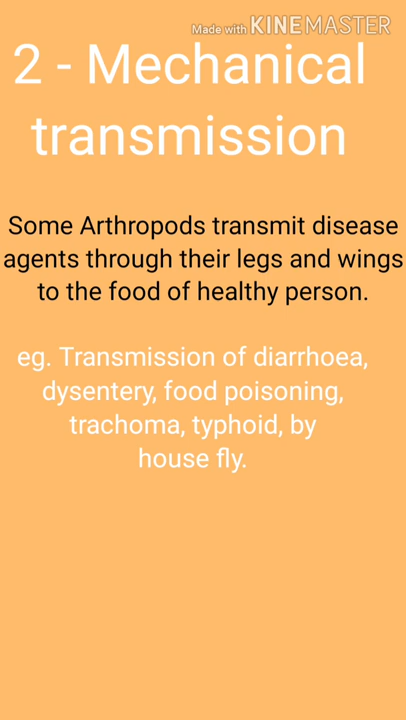 Made with KINEMASTER
2 - Mechanical
transmission
Some Arthropods transmit disease
agents through their legs and wings
to the food of healthy person.
eg. Transmission of diarrhoea,
dysentery, food poisoning,
trachoma, typhoid, by
house fly.